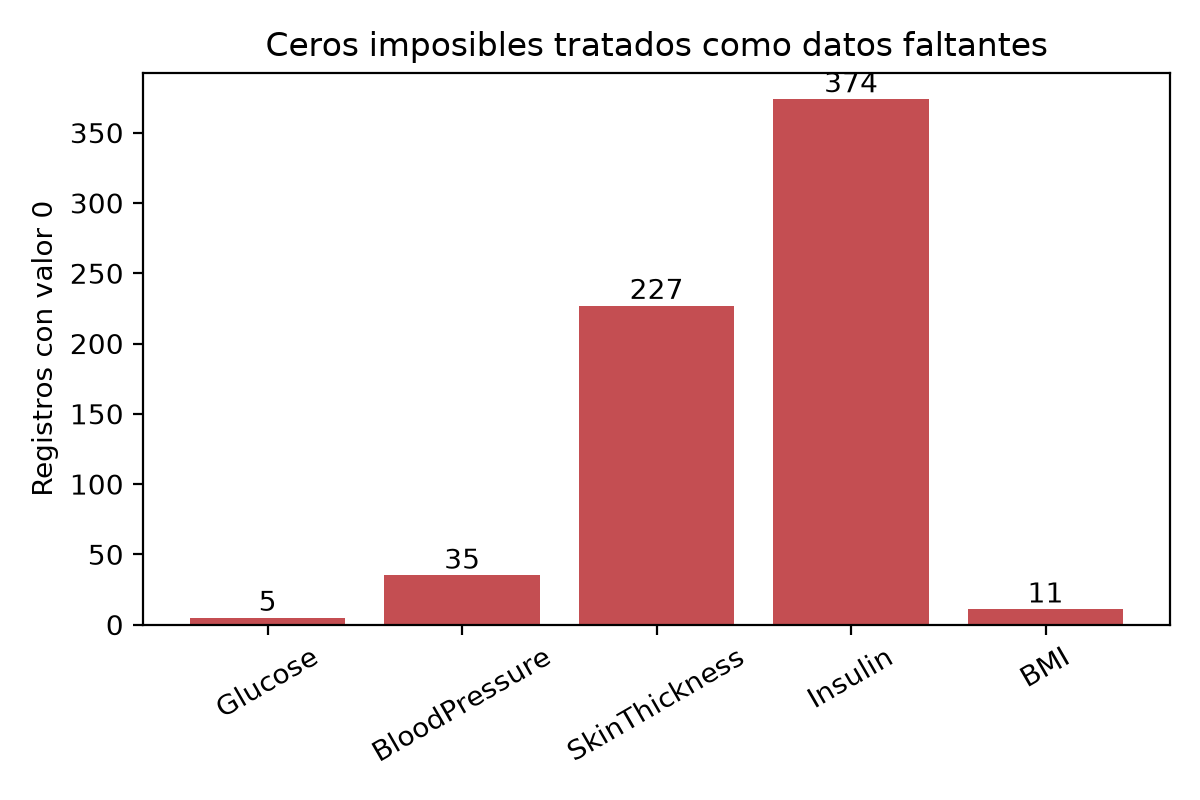 Ceros imposibles tratados como datos faltantes
374
350
300
250
227
200
150
100
50
35
5
11
0
Registros con valor 0
Glucose
BloodPressure
SkinThickness
Insulin
BMI